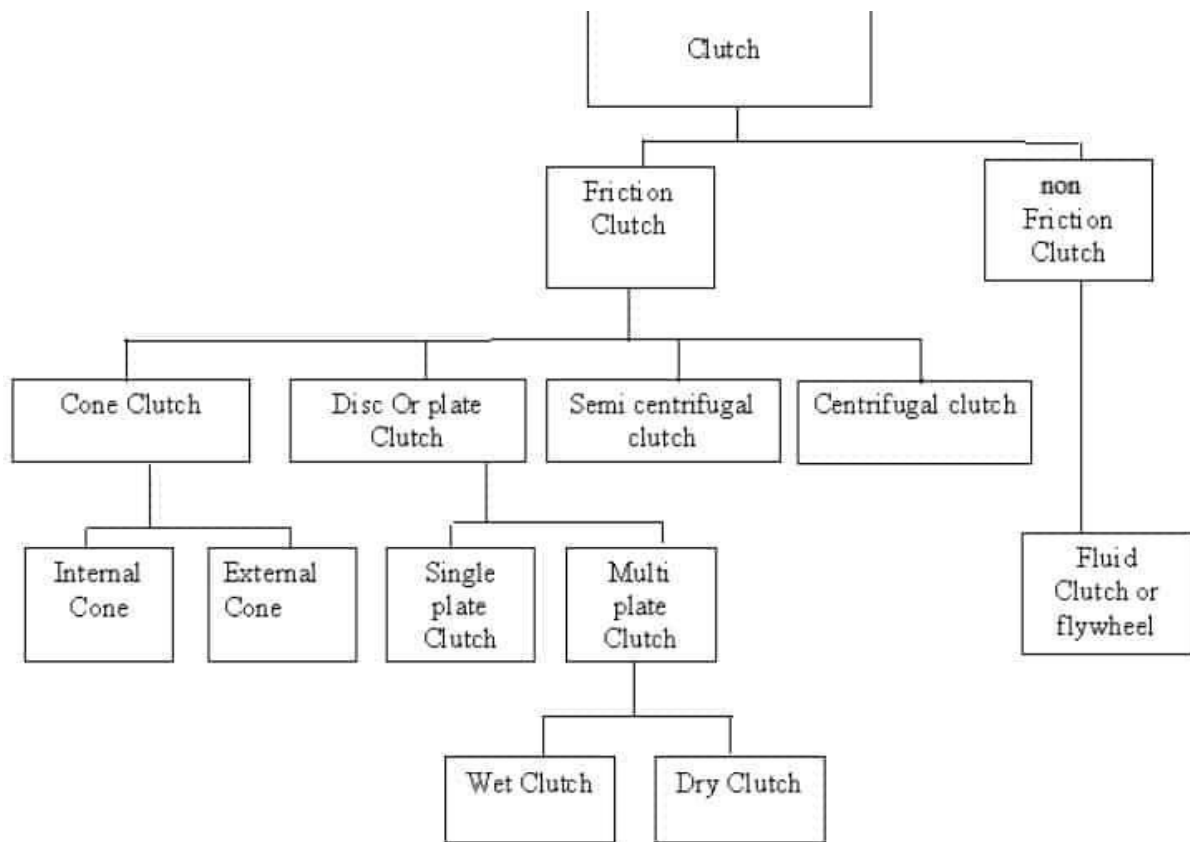 Clutch
Friction
Clutch
non
Friction
Clutch
Cone Clutch
Disc Or plate
Clutch
Semi centrifugal
clutch
Centrifugal clutch
Internal
Cone
External
Cone
Single
plate
Clutch
Multi
plate
Clutch
Fluid
Clutch or
flywheel
Wet Clutch
Dry Clutch